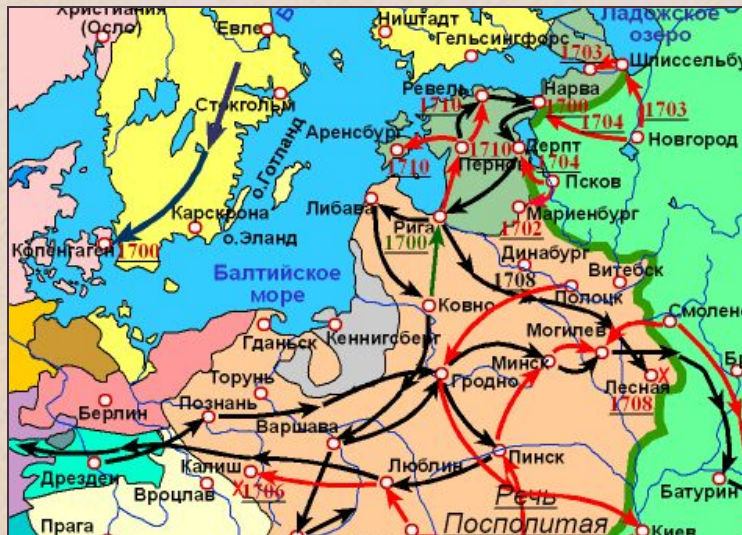 Христиания
(Осло)
Евле
Ништадт
Гельсингфорс
Ладожское
озеро
1703
Шлиссельбу
Стокгольм
Ревель
1710
Нарва
1700
1703
1704
Новгород
Аренсбург
1710
1710
Дерпт
1704
о.Готланд
Псков
Либава
1702
Мариенбург
Карскрона
Копенгаген
1700
о.Эланд
Рига
1700
Динабург
1708
Витебск
Полоцк
Балтийское
море
Ковно
Смолен
Гданьск
Кеннигсберг
Могилев
Торунь
Минск
Гродно
Лесная
X
1708
Берлин
Познань
Варшава
Дрезден
Калиш
X
1706
Люблин
Пинск
Батурин
Вроцлав
Речь
Посполитая
Прага
Киев